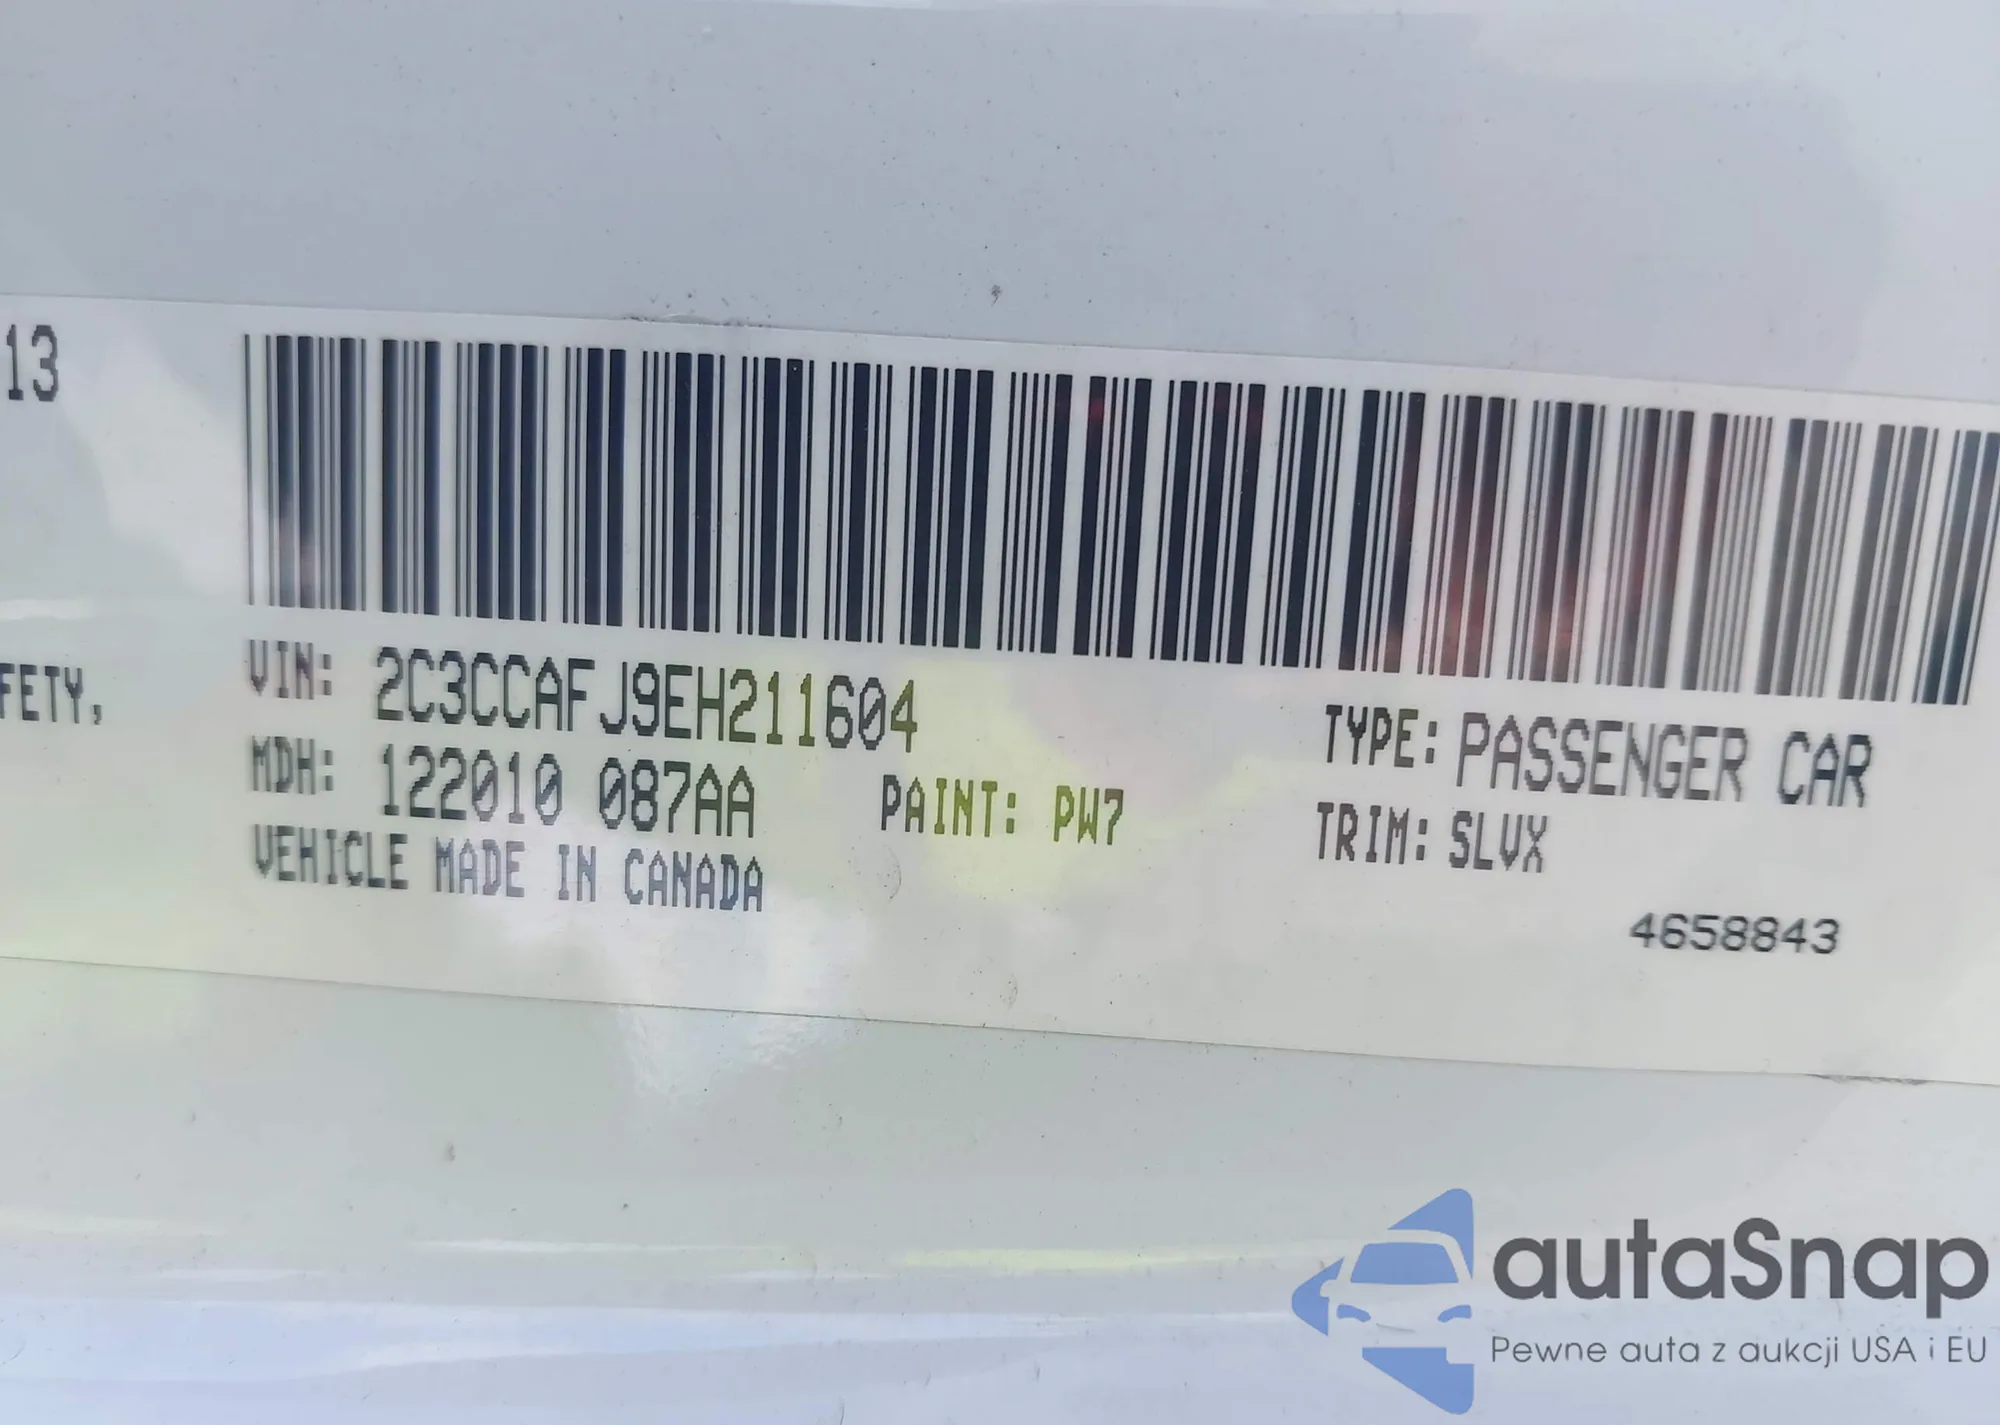 13
FETY,
VIN: 2C3CCAFJ9EH211604
TYPE: PASSENGER CAR
MDH: 122010 087AA PAINT: PW7
TRIM: SLVX
VEHICLE MADE IN CANADA
4658843
autaSnap
Pewne auta z aukcji USA i EU